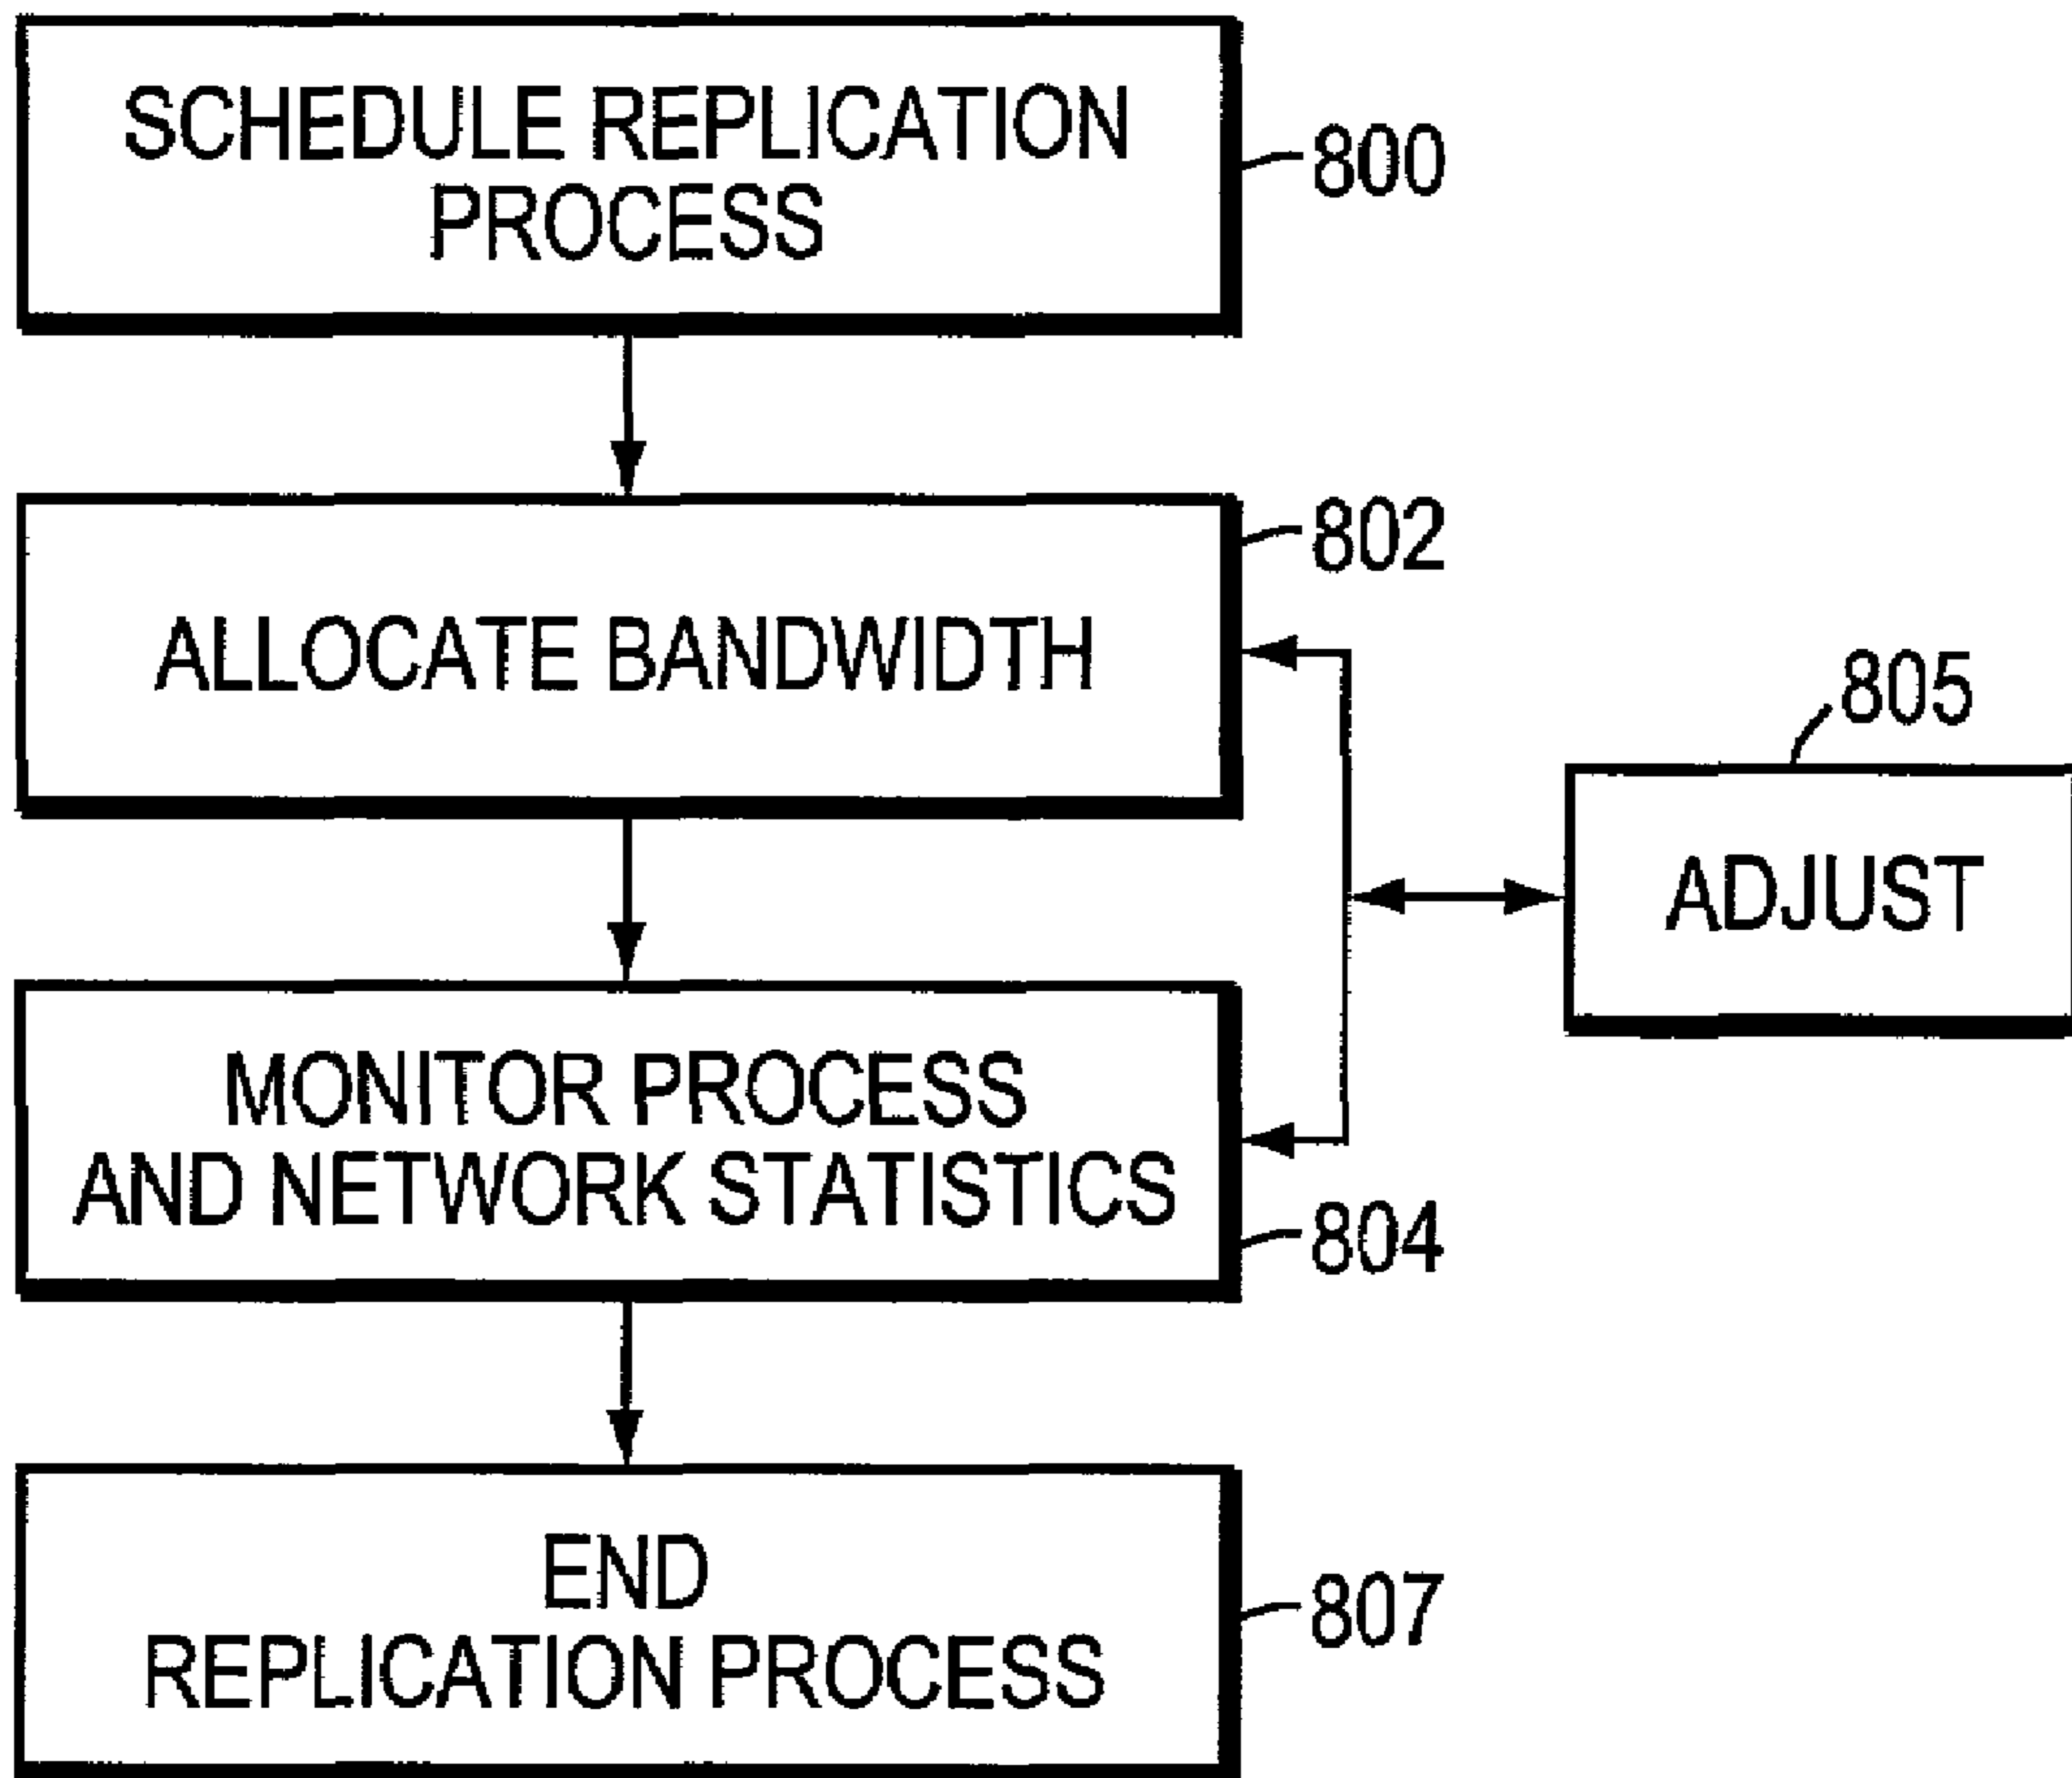 SCHEDULE REPLICATION
PROCESS
800
802
ALLOCATE BANDWIDTH
805
ADJUST
MONITOR PROCESS
AND NETWORK STATISTICS
804
END
REPLICATION PROCESS
807